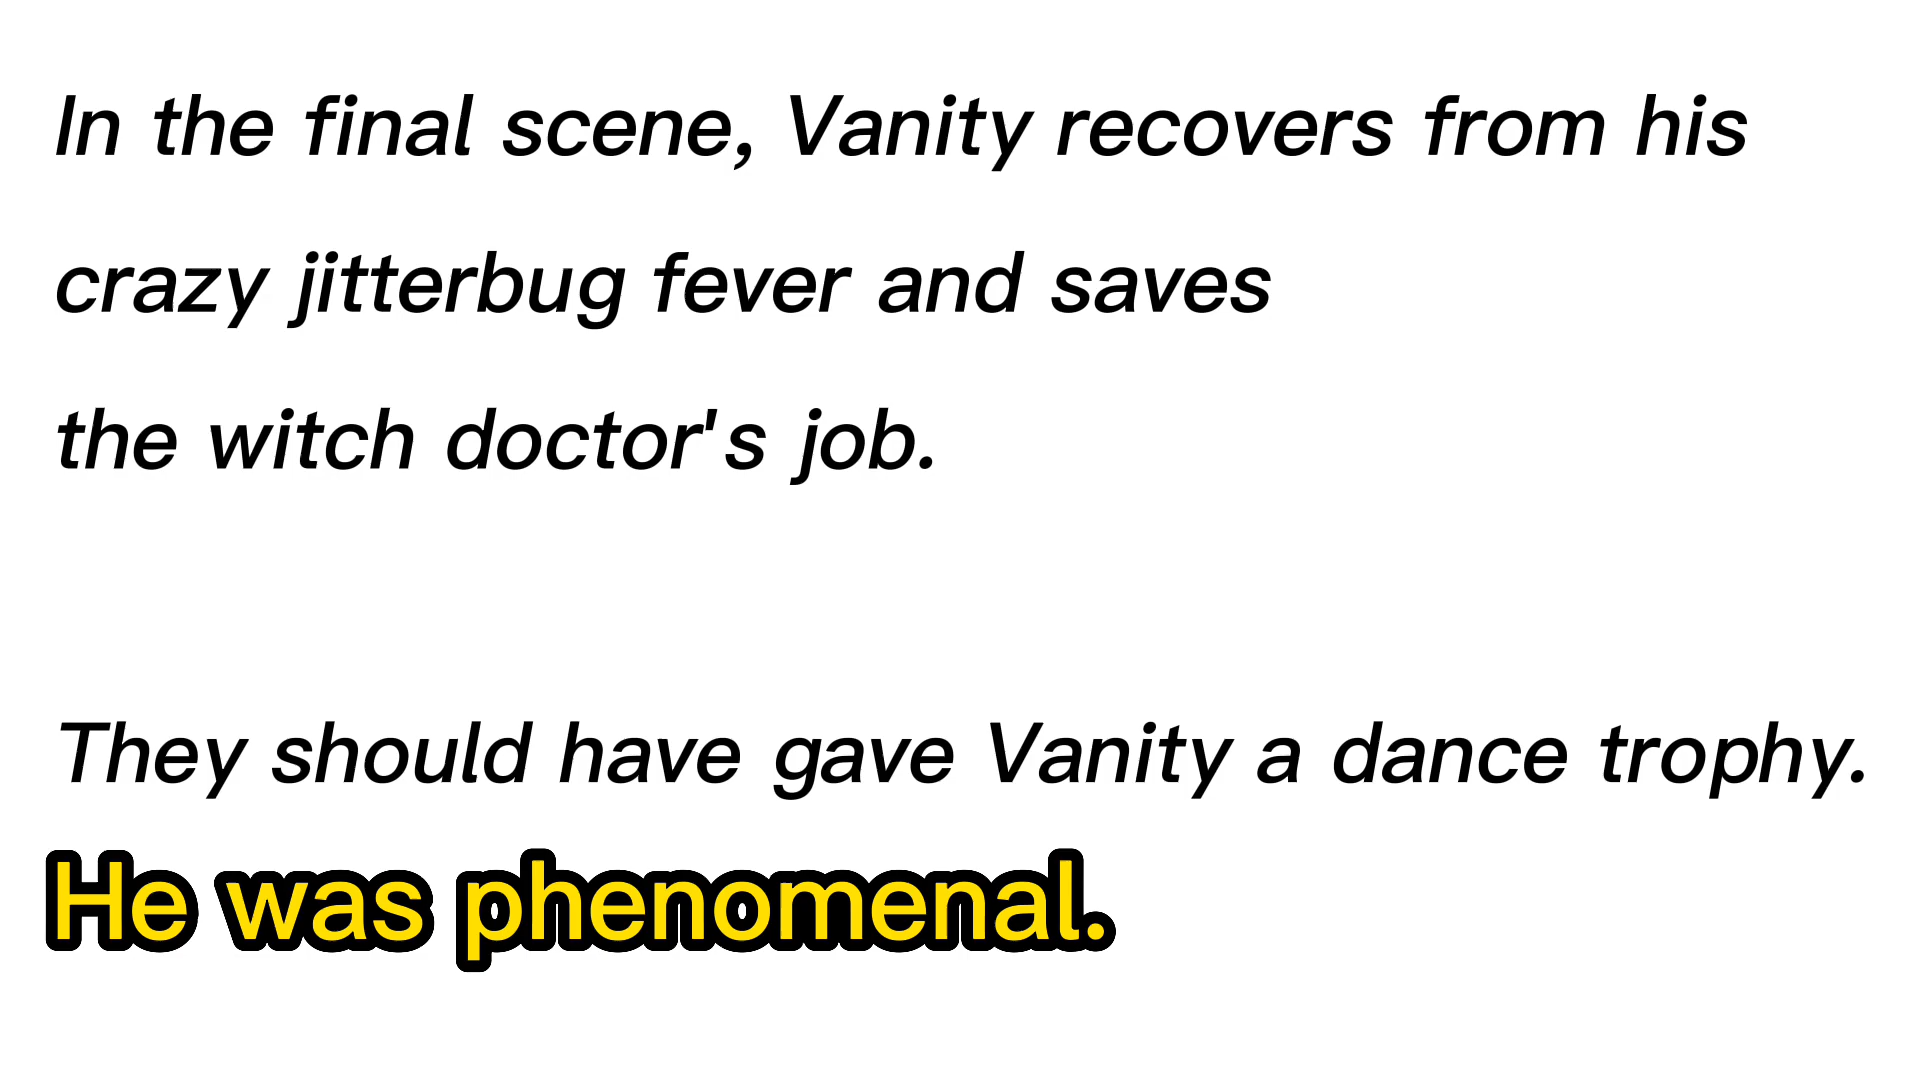 In the final scene, Vanity recovers from his
crazy jitterbug fever and saves
the witch doctor's job.
They should have gave Vanity a dance trophy.
He was phenomenal.